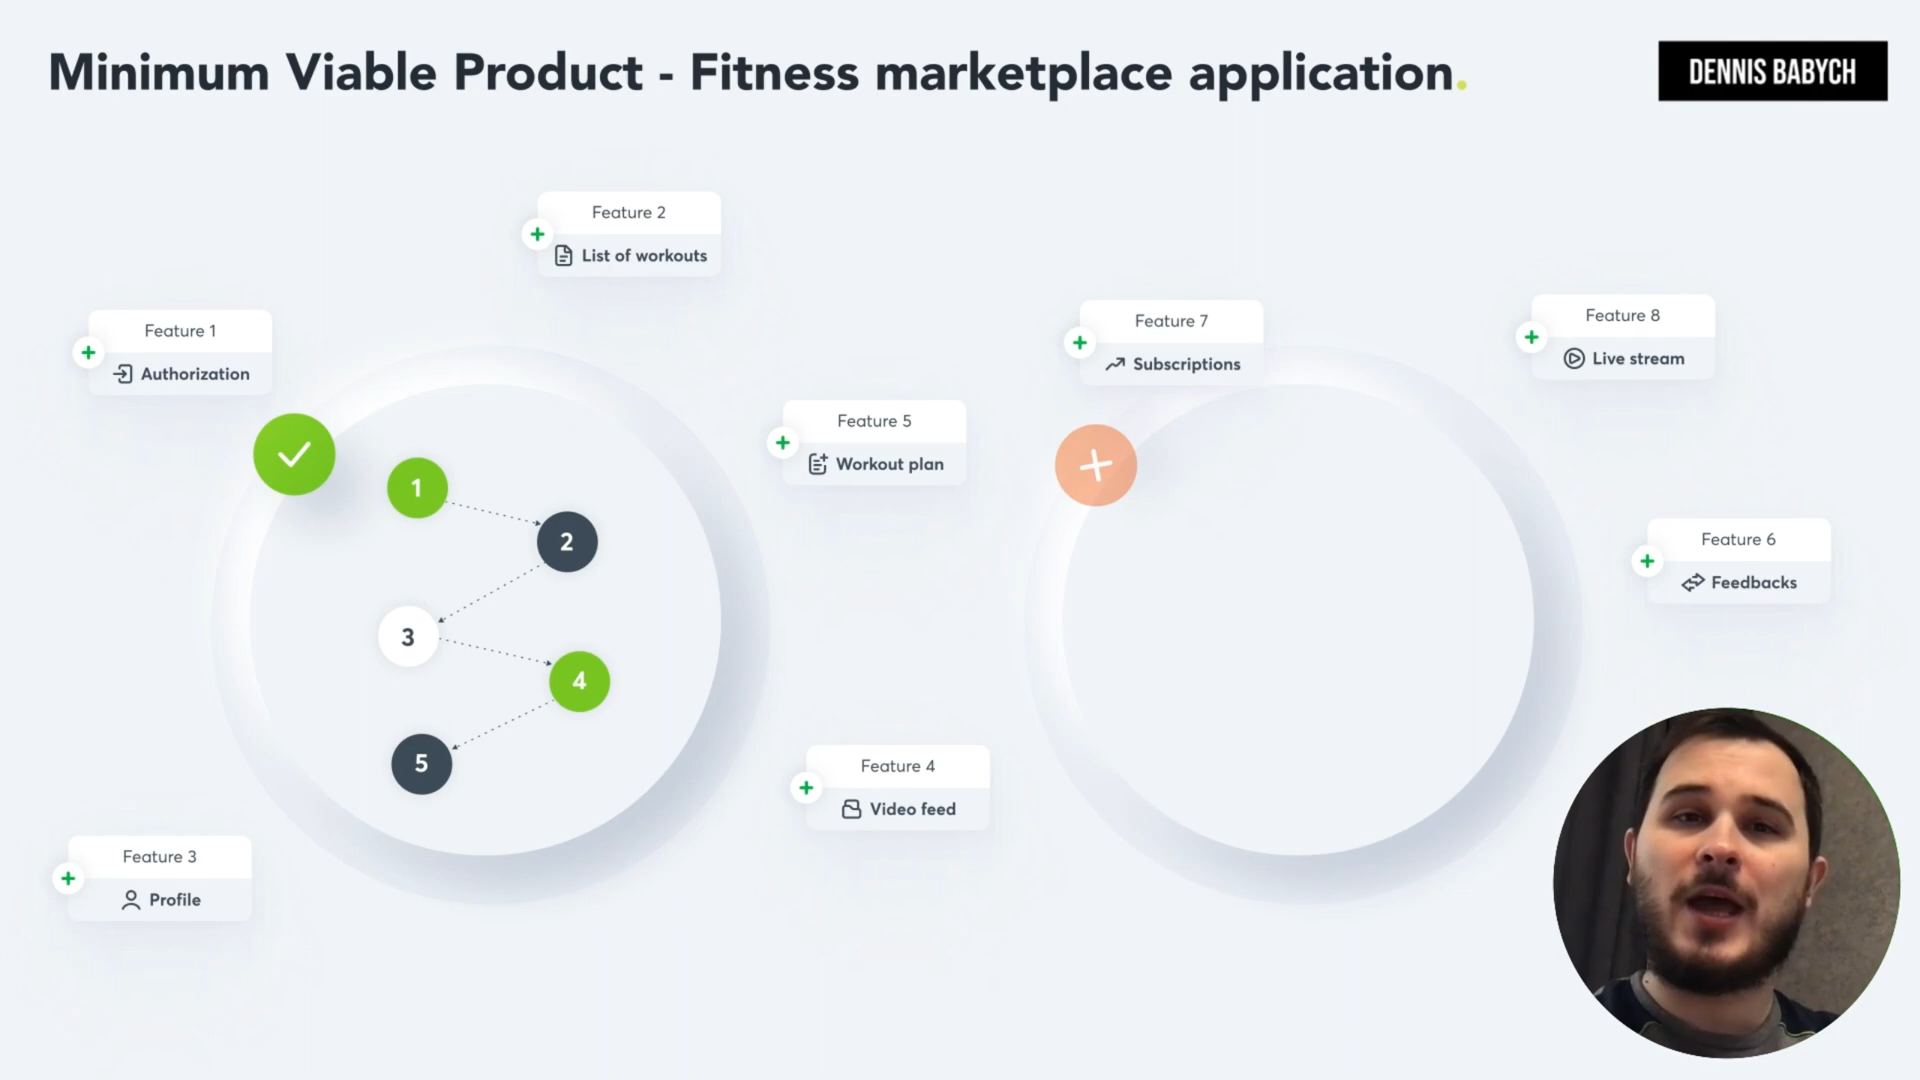 Minimum Viable Product - Fitness marketplace application.
DENNIS BABYCH
Feature 2
List of workouts
Feature 1
Authorization
Feature 7
Subscriptions
Feature 8
Live stream
Feature 5
Workout plan
1
2
3
4
5
Feature 6
Feedbacks
Feature 4
Video feed
Feature 3
Profile